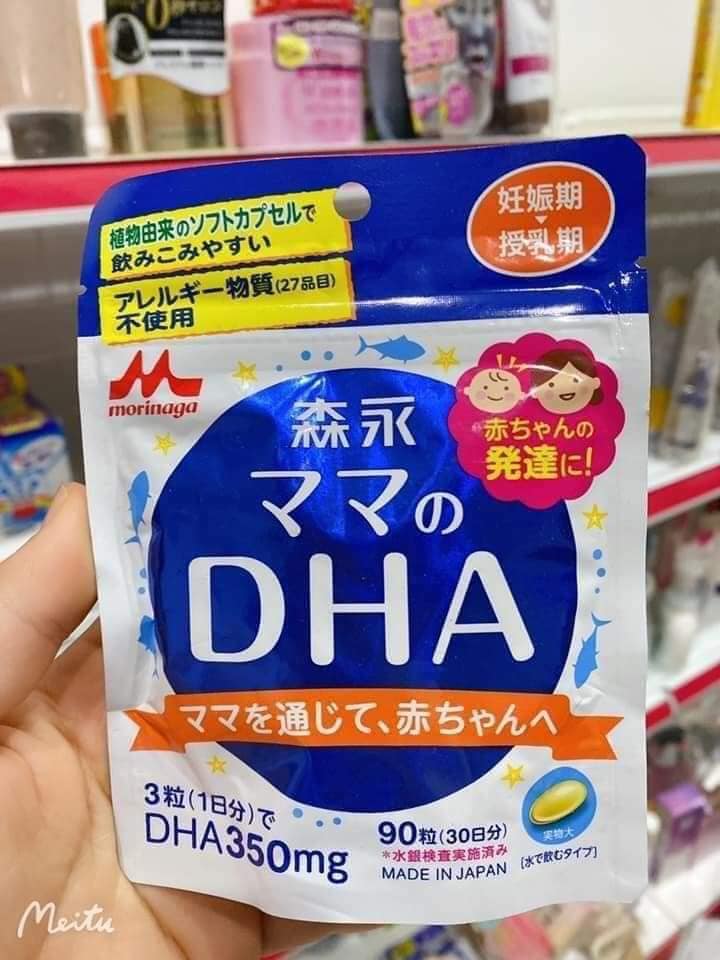 植物由来のソフトカプセルで
飲みこみやすい
アレルギー物質(27品目)
不使用
妊娠期
授乳期
morinaga
赤ちゃんの
発達に!
森永
ママの
DHA
ママを通じて、赤ちゃんへ
3粒(1日分)で
DHA350mg
90粒(30日分)
*水銀検査実施済み
MADE IN JAPAN
実物大
[水で飲むタイプ]
Meitu